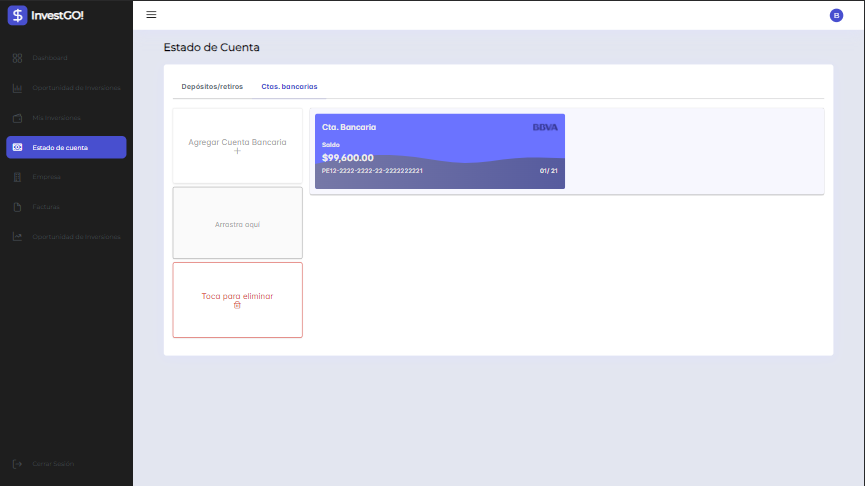 $ InvestGO!
B
Dashboard
Oportunidad de Inversiones
Mis Inversiones
Estado de cuenta
Empresa
Facturas
Oportunidad de Inversiones
Cerrar Sesión
Estado de Cuenta
Depósitos/retiros
Ctas. bancarias
Agregar Cuenta Bancaria
+
Arrastra aquí
Toca para eliminar
Cta. Bancaria
BBVA
Saldo
$99,600.00
PE12-2222-2222-22-2222222221
01/ 21